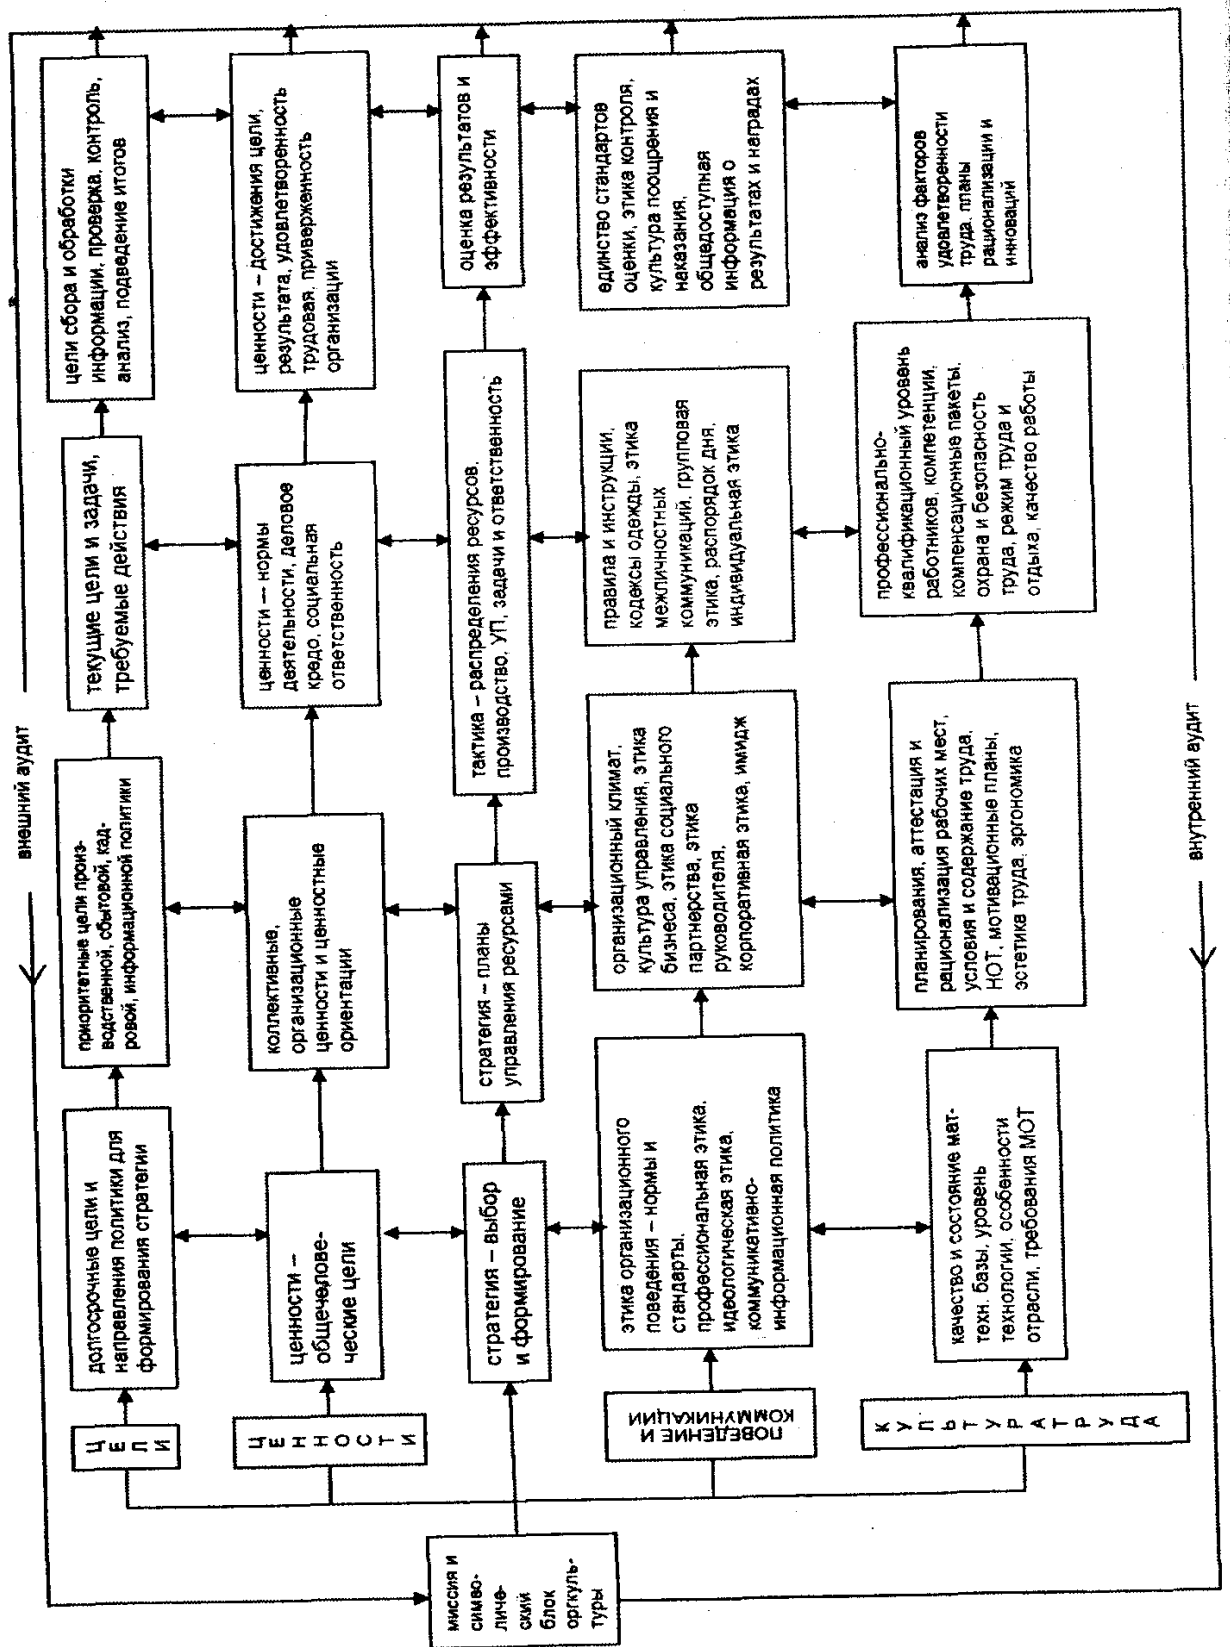 внешний аудит
миссия и
симво-
личе-
ский
блок
оргкуль-
туры
ЦЕЛИ
долгосрочные цели и
направления политики для
формирования стратегии
приоритетные цели произ-
водственной, сбытовой, кад-
ровой, информационной политики
текущие цели и задачи,
требуемые действия
цели сбора и обработки
информации, проверка, контроль,
анализ, подведение итогов
ЦЕННОСТИ
ценности –
общечелове-
ческие цели
коллективные,
организационные
ценности и ценностные
ориентации
ценности – нормы
деятельности, деловое
кредо, социальная
ответственность
ценности – достижения цели,
результата, удовлетворенность
трудовая, приверженность
организации
стратегия – выбор
и формирование
стратегия – планы
управления ресурсами
тактика – распределения ресурсов,
производство, УП, задачи и ответственность
оценка результатов и
эффективности
ПОВЕДЕНИЕ И
КОММУНИКАЦИИ
этика организационного
поведения – нормы и
стандарты,
профессиональная этика,
идеологическая этика,
коммуникативно-
информационная политика
организационный климат,
культура управления, этика
бизнеса, этика социального
партнерства, этика
руководителя,
корпоративная этика, имидж
правила и инструкции,
кодексы одежды, этика
межличностных
коммуникаций, групповая
этика, распорядок дня,
индивидуальная этика
единство стандартов
оценки, этика контроля,
культура поощрения и
наказания,
общедоступная
информация о
результатах и наградах
КУЛЬТУРА ТРУДА
качество и состояние мат-
техн. базы, уровень
технологии, особенности
отрасли, требования МОТ
планирования, аттестация и
рационализация рабочих мест,
условия и содержание труда,
НОТ, мотивационные планы,
эстетика труда, эргономика
профессионально-
квалификационный уровень
работников, компетенции,
компенсационные пакеты,
охрана и безопасность
труда, режим труда и
отдыха, качество работы
анализ факторов
удовлетворенности
труда, планы
рационализации и
инноваций
внутренний аудит